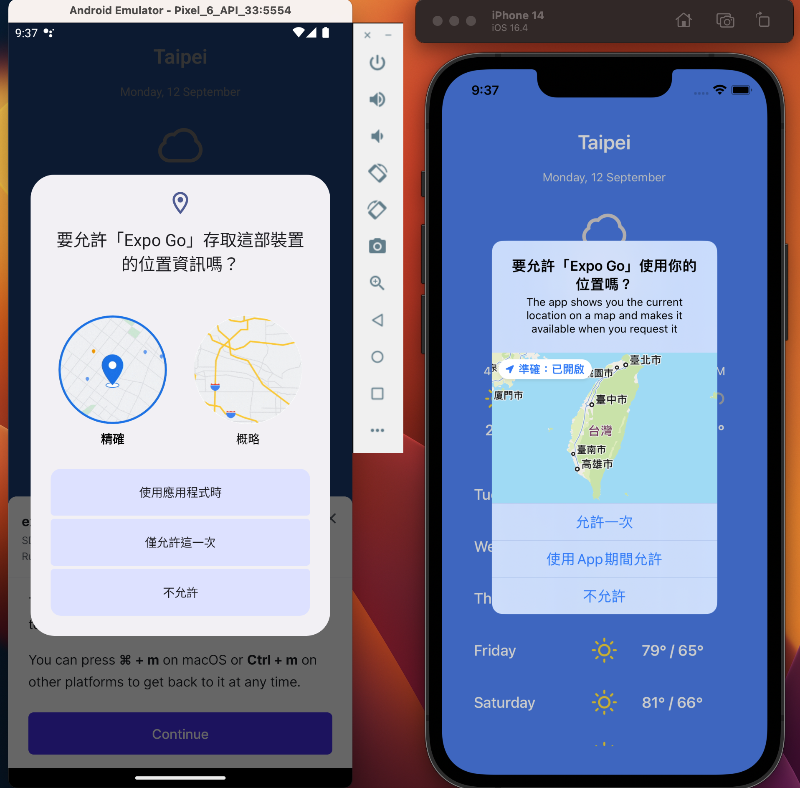 Android Emulator - Pixel_6_API_33:5554
9:37
Taipei
Monday, 12 September
要允許「Expo Go」存取這部裝置
的位置資訊嗎？
精確
概略
使用應用程式時
僅允許這一次
不允許
You can press ⌘ + m on macOS or Ctrl + m on
other platforms to get back to it at any time.
Continue
iPhone 14
iOS 16.4
9:37
Taipei
Monday, 12 September
要允許「Expo Go」使用你的
位置嗎？
The app shows you the current
location on a map and makes it
available when you request it
準確：已開啟
臺北市
園市
廈門市
臺中市
台灣
臺南市
高雄市
允許一次
使用 App 期間允許
不允許
Tu
We
Th
Friday 79° / 65°
Saturday 81° / 66°